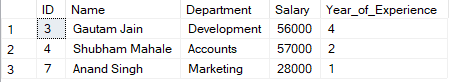 ID Name Department Salary Year_of_Experience
1 3 Gautam Jain Development 56000 4
2 4 Shubham Mahale Accounts 57000 2
3 7 Anand Singh Marketing 28000 1